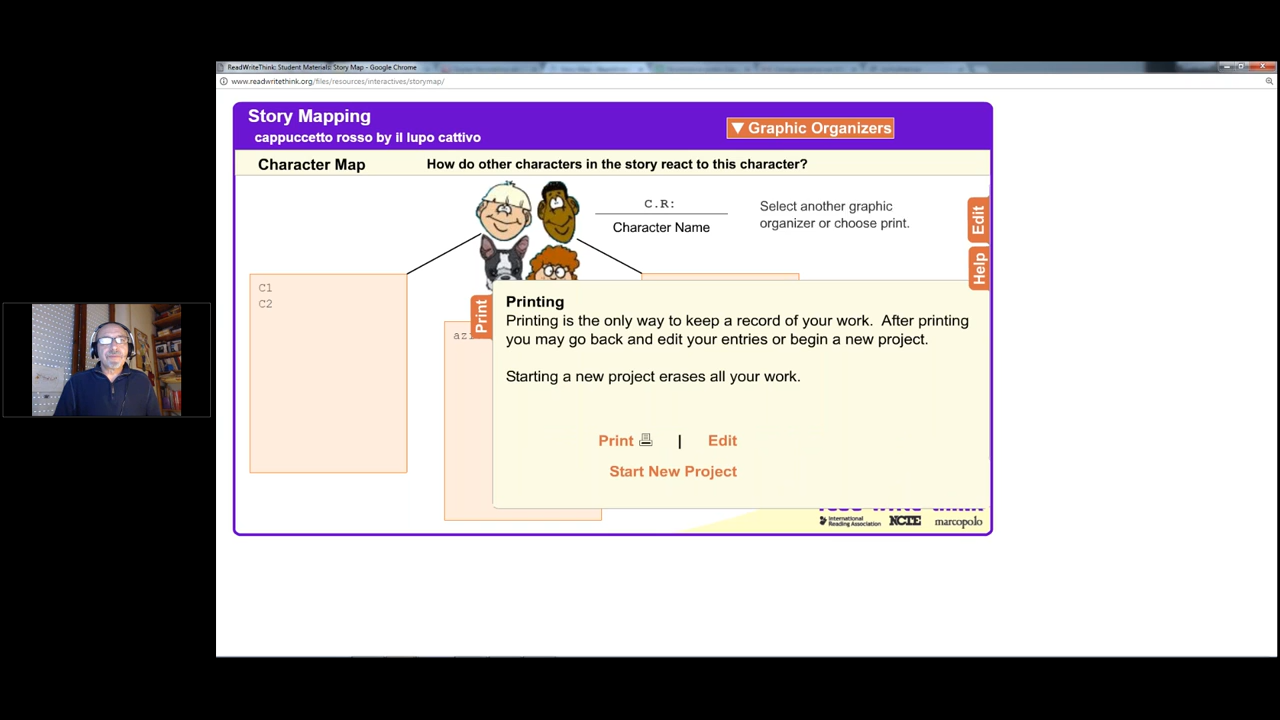 ReadWriteThink: Student Materials: Story Map - Google Chrome
www.readwritethink.org/files/resources/interactives/storymap/
Story Mapping
cappuccetto rosso by il lupo cattivo
Graphic Organizers
Character Map
How do other characters in the story react to this character?
C.R:
Character Name
Select another graphic
organizer or choose print.
Edit
Help
C1
C2
Print
Printing
Printing is the only way to keep a record of your work. After printing
you may go back and edit your entries or begin a new project.
Starting a new project erases all your work.
Print | Edit
Start New Project
International
Reading Association
NCTE
marcopolo